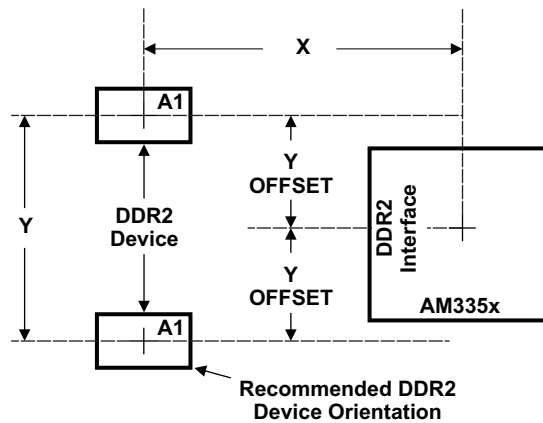 X
A1
Y
OFFSET
Y
DDR2
Device
DDR2
Interface
Y
OFFSET
A1
AM335x
Recommended DDR2
Device Orientation